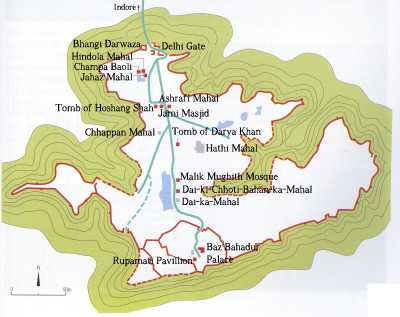 Indore
Bhangi Darwaza
Delhi Gate
Hindola Mahal
Champa Baoli
Jahaz Mahal
Ashrafi Mahal
Tomb of Hoshang Shah
Jami Masjid
Chhappan Mahal
Tomb of Darya Khan
Hathi Mahal
Malik Mughith Mosque
Dai-ki-Chhoti-Bahan-ka-Mahal
Dai-ka-Mahal
Baz Bahadur
Palace
Rupamati Pavilion
N
0